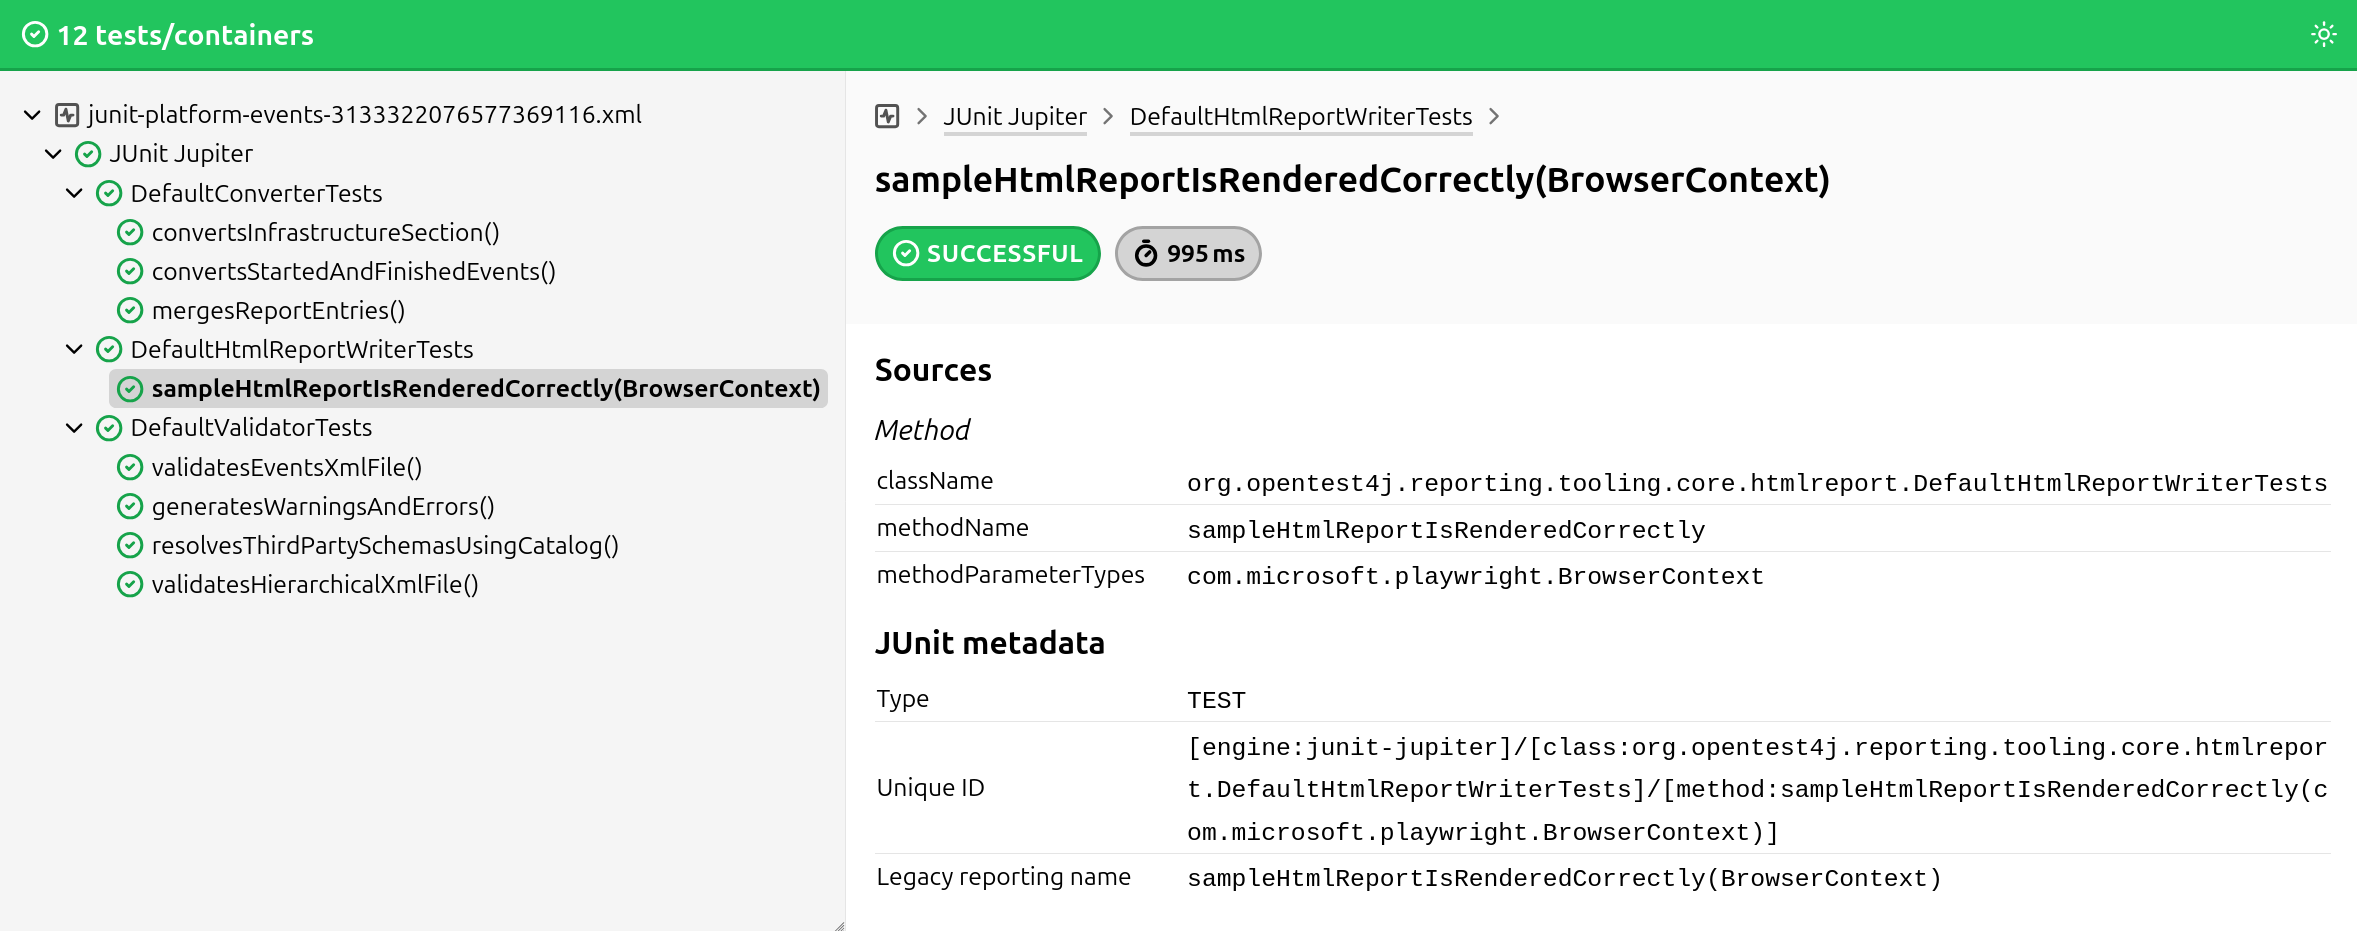 12 tests/containers
junit-platform-events-3133322076577369116.xml
JUnit Jupiter
DefaultConverterTests
convertsInfrastructureSection()
convertsStartedAndFinishedEvents()
mergesReportEntries()
DefaultHtmlReportWriterTests
sampleHtmlReportIsRenderedCorrectly(BrowserContext)
DefaultValidatorTests
validatesEventsXmlFile()
generatesWarningsAndErrors()
resolvesThirdPartySchemasUsingCatalog()
validatesHierarchicalXmlFile()
JUnit Jupiter DefaultHtmlReportWriterTests
sampleHtmlReportIsRenderedCorrectly(BrowserContext)
SUCCESSFUL 995 ms
Sources
Method
className org.opentest4j.reporting.tooling.core.htmlreport.DefaultHtmlReportWriterTests
methodName sampleHtmlReportIsRenderedCorrectly
methodParameterTypes com.microsoft.playwright.BrowserContext
JUnit metadata
Type TEST
Unique ID [engine:junit-jupiter]/[class:org.opentest4j.reporting.tooling.core.htmlrepor
t.DefaultHtmlReportWriterTests]/[method:sampleHtmlReportIsRenderedCorrectly(c
om.microsoft.playwright.BrowserContext)]
Legacy reporting name sampleHtmlReportIsRenderedCorrectly(BrowserContext)